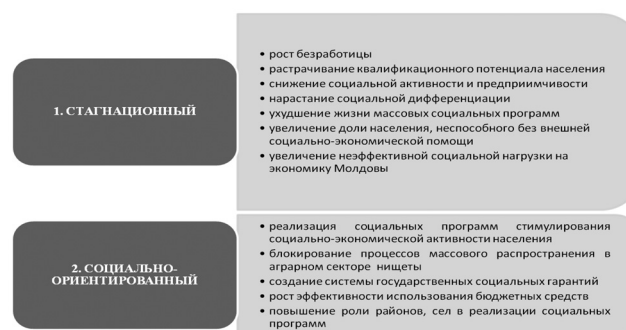 1. СТАГНАЦИОННЫЙ
• рост безработицы
• растрачивание квалификационного потенциала населения
• снижение социальной активности и предприимчивости
• нарастание социальной дифференциации
• ухудшение жизни массовых социальных программ
• увеличение доли населения, неспособного без внешней
социально-экономической помощи
• увеличение неэффективной социальной нагрузки на
экономику Молдовы
2. СОЦИАЛЬНО-
ОРИЕНТИРОВАННЫЙ
• реализация социальных программ стимулирования
социально-экономической активности населения
• блокирование процессов массового распространения в
аграрном секторе нищеты
• создание системы государственных социальных гарантий
• рост эффективности использования бюджетных средств
• повышение роли районов, сел в реализации социальных
программ